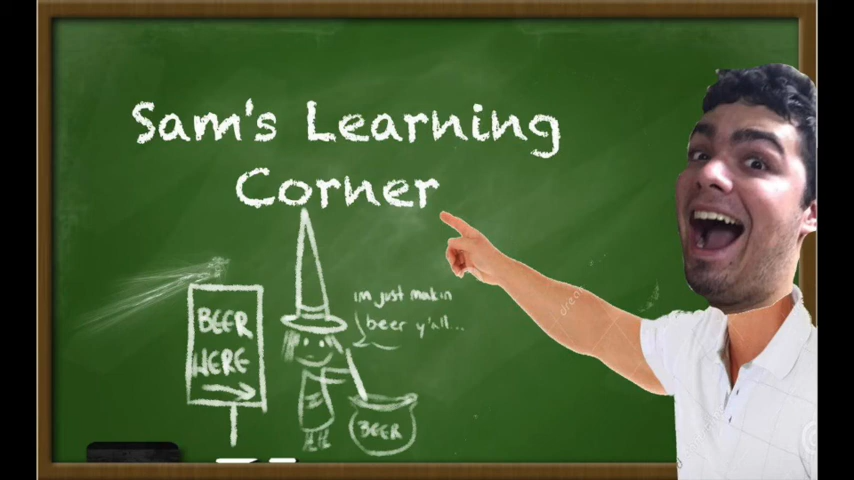 Sam's Learning
Corner
im just makin
beer y'all...
BEER
HERE
BEER